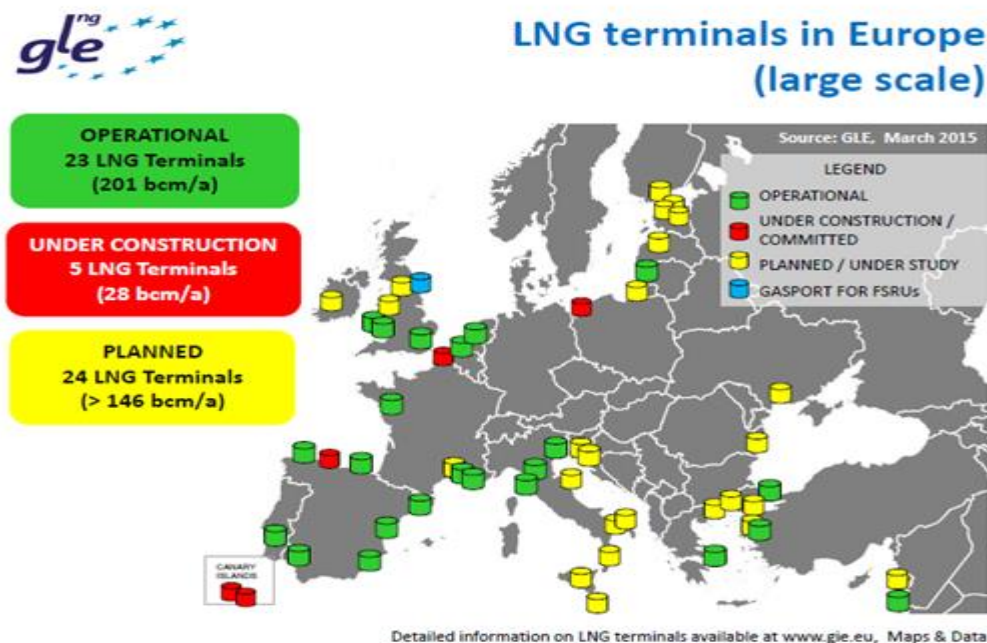 gle lng
LNG terminals in Europe
(large scale)
OPERATIONAL
23 LNG Terminals
(201 bcm/a)
UNDER CONSTRUCTION
5 LNG Terminals
(28 bcm/a)
PLANNED
24 LNG Terminals
(> 146 bcm/a)
Source: GLE, March 2015
LEGEND
OPERATIONAL
UNDER CONSTRUCTION /
COMMITTED
PLANNED / UNDER STUDY
GASPORT FOR FSRUs
CANARY
ISLANDS
Detailed information on LNG terminals available at www.gie.eu, Maps & Data